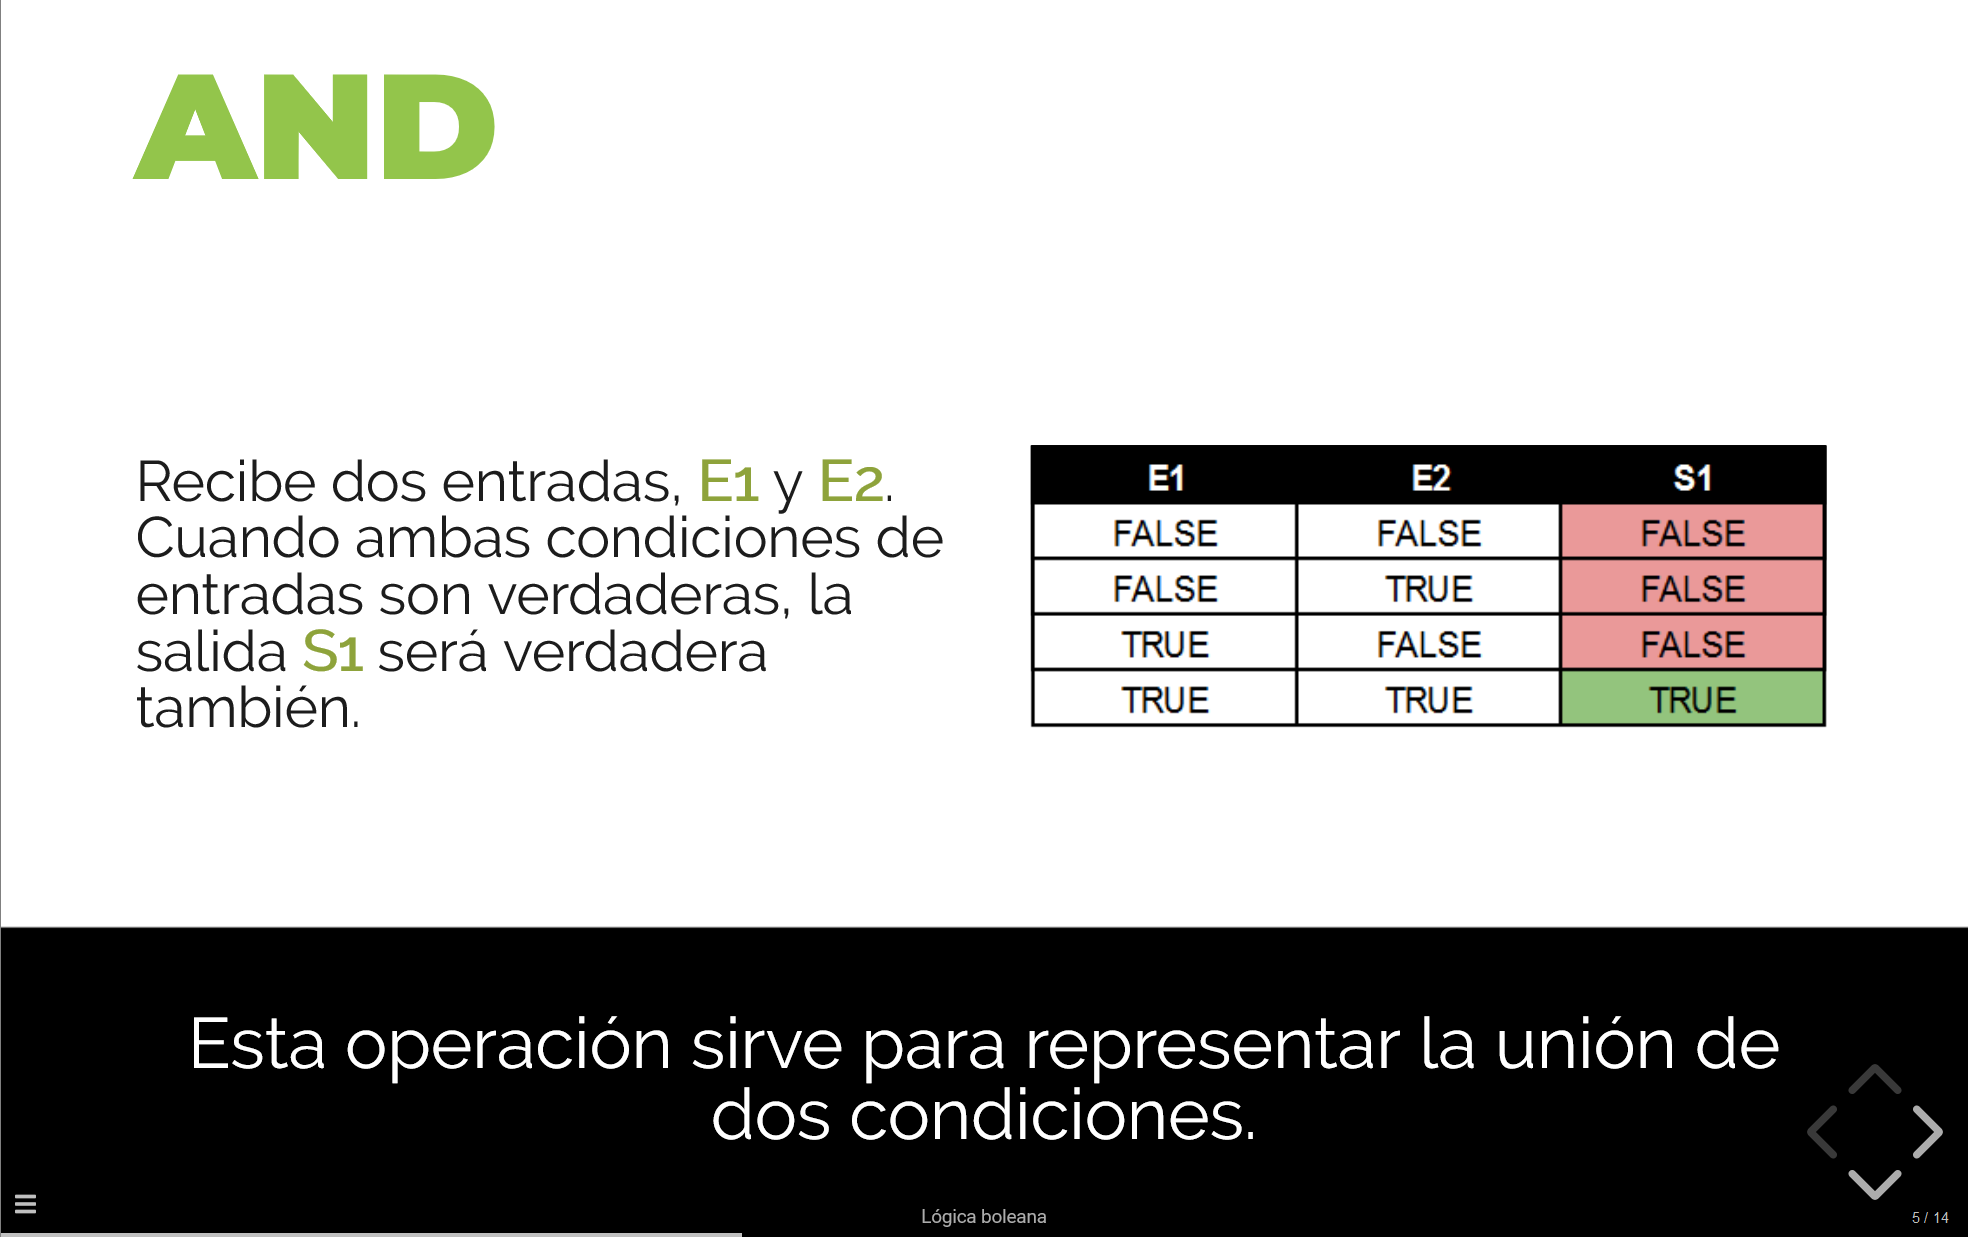 AND
Recibe dos entradas, E1 y E2.
Cuando ambas condiciones de
entradas son verdaderas, la
salida S1 será verdadera
también.
E1 E2 S1
FALSE FALSE FALSE
FALSE TRUE FALSE
TRUE FALSE FALSE
TRUE TRUE TRUE
Esta operación sirve para representar la unión de
dos condiciones.
Lógica boleana
5 / 14